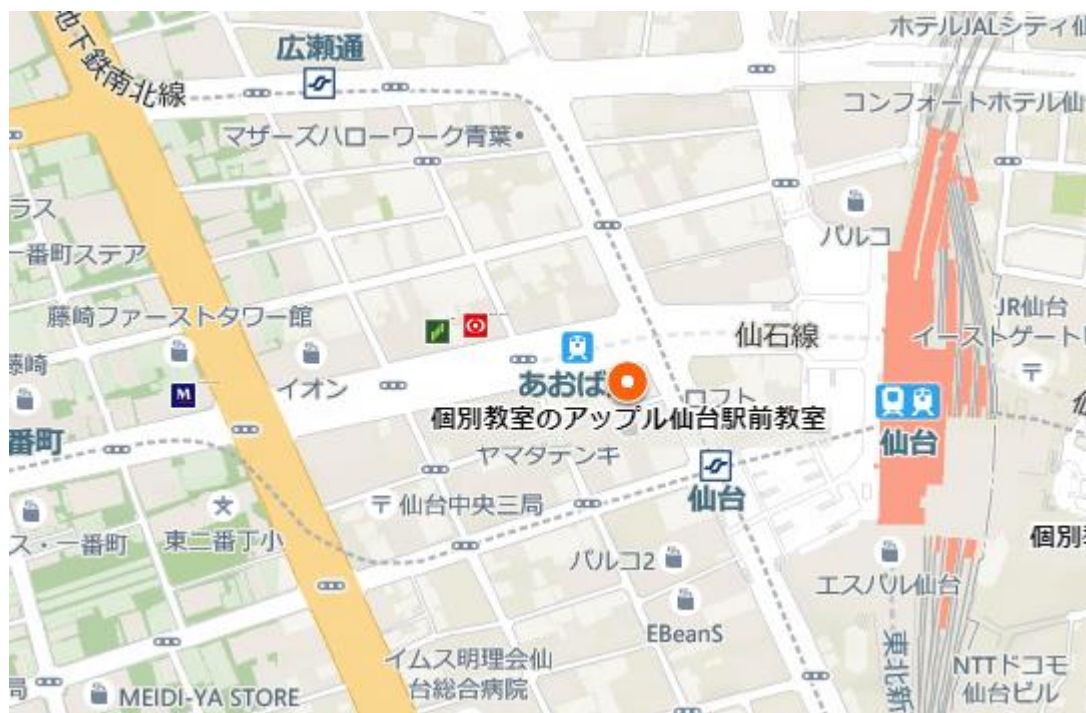 ホテルJALシティ仙
広瀬通
地下鉄南北線
コンフォートホテル仙
マザーズハローワーク青葉
ラス
一番町ステア
パルコ
藤崎ファーストタワー館
JR仙台
イーストゲート
仙石線
藤崎
M
イオン
あおば
ロフト
個別教室のアップル仙台駅前教室
番町
仙台
ヤマダデンキ
仙台
〒仙台中央三局
〒
文
ス・一番町
東二番丁小
個別
パルコ2
エスパル仙台
EBeanS
イムス明理会仙
台総合病院
東北新
NTTドコモ
仙台ビル
局
MEIDI-YA STORE